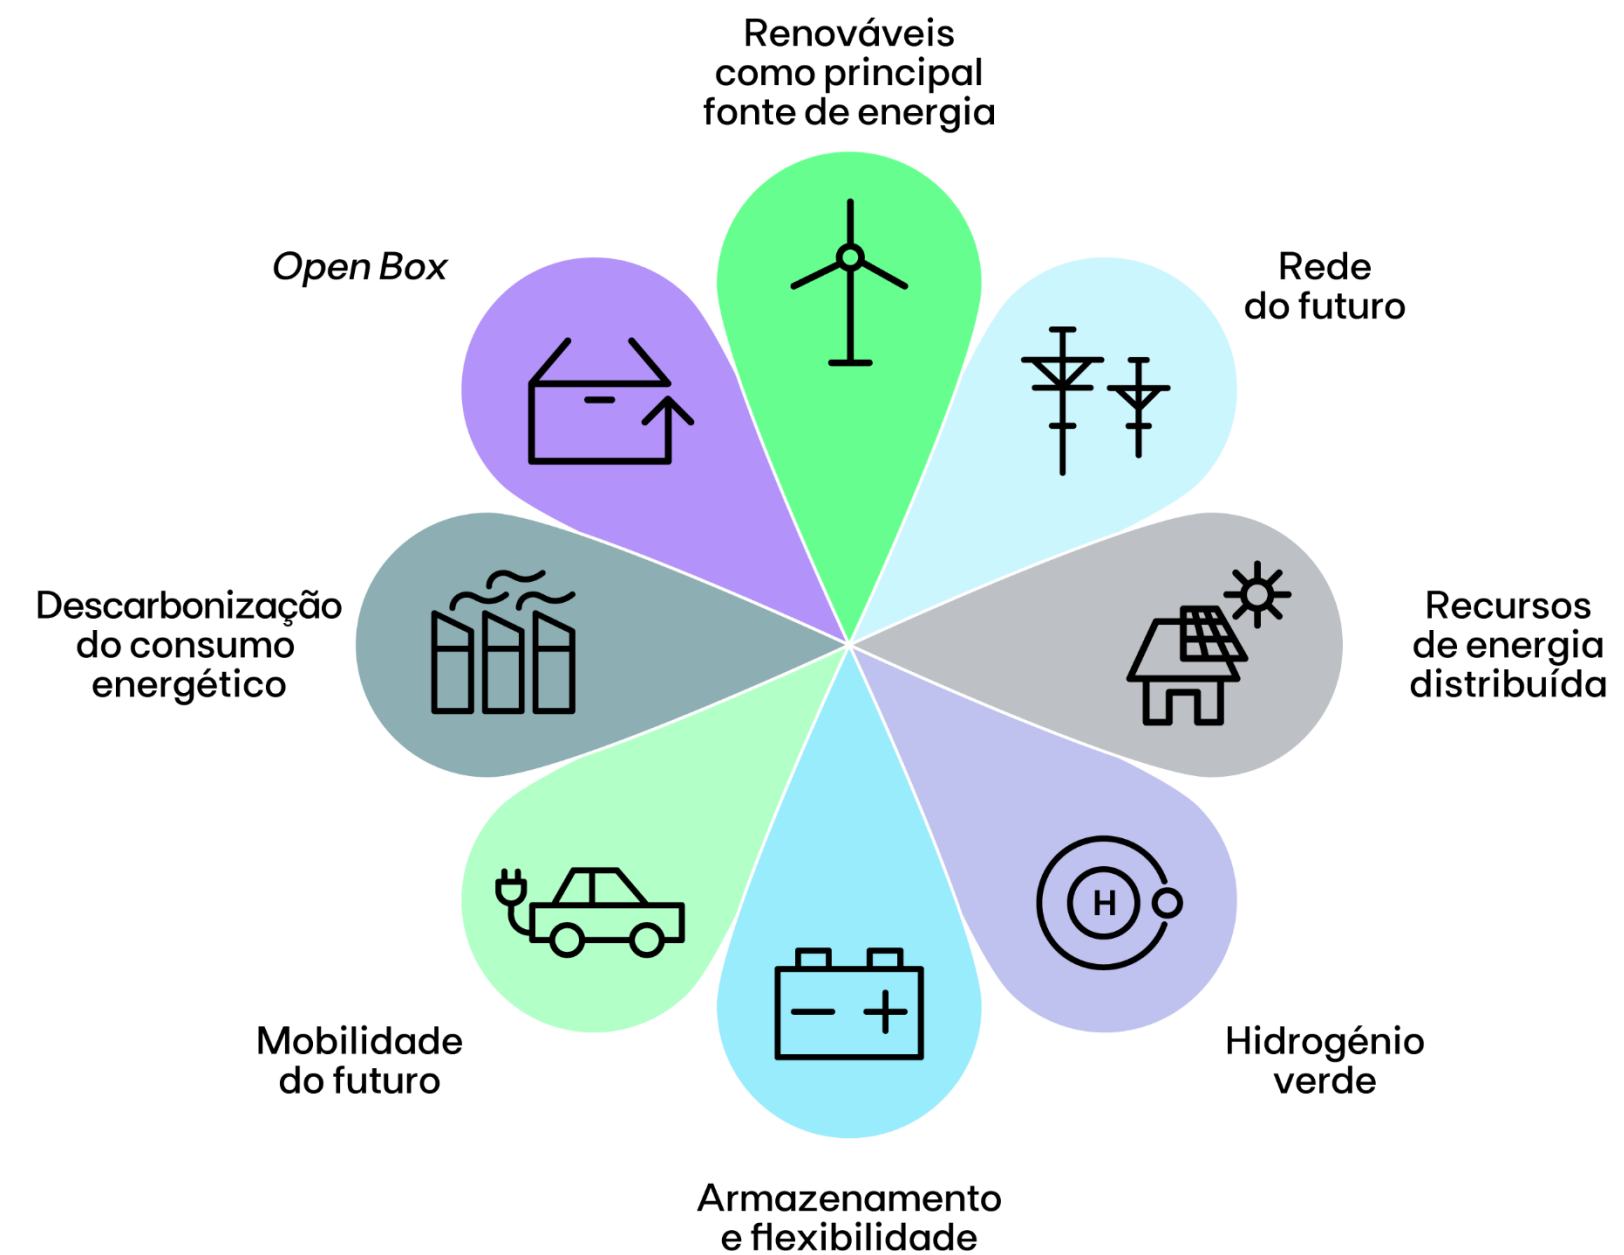 Renováveis
como principal
fonte de energia
Open Box
Rede
do futuro
Descarbonização
do consumo
energético
Recursos
de energia
distribuída
H
Mobilidade
do futuro
Hidrogénio
verde
Armazenamento
e flexibilidade